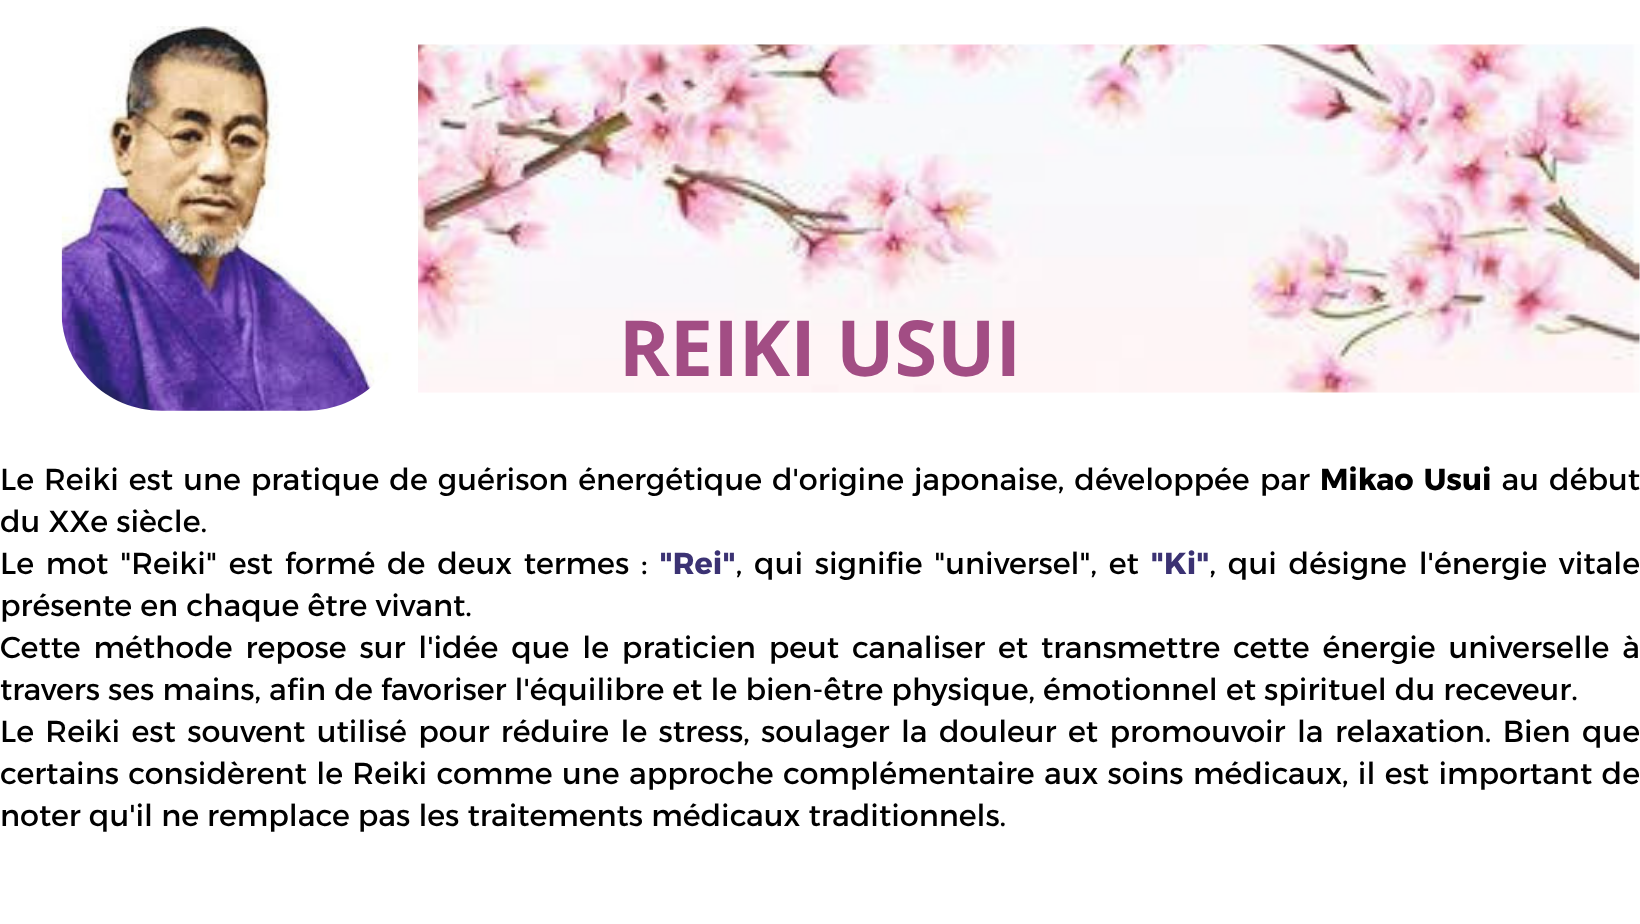 REIKI USUI
Le Reiki est une pratique de guérison énergétique d'origine japonaise, développée par Mikao Usui au début
du XXe siècle.
Le mot "Reiki" est formé de deux termes : "Rei", qui signifie "universel", et "Ki", qui désigne l'énergie vitale
présente en chaque être vivant.
Cette méthode repose sur l'idée que le praticien peut canaliser et transmettre cette énergie universelle à
travers ses mains, afin de favoriser l'équilibre et le bien-être physique, émotionnel et spirituel du receveur.
Le Reiki est souvent utilisé pour réduire le stress, soulager la douleur et promouvoir la relaxation. Bien que
certains considèrent le Reiki comme une approche complémentaire aux soins médicaux, il est important de
noter qu'il ne remplace pas les traitements médicaux traditionnels.